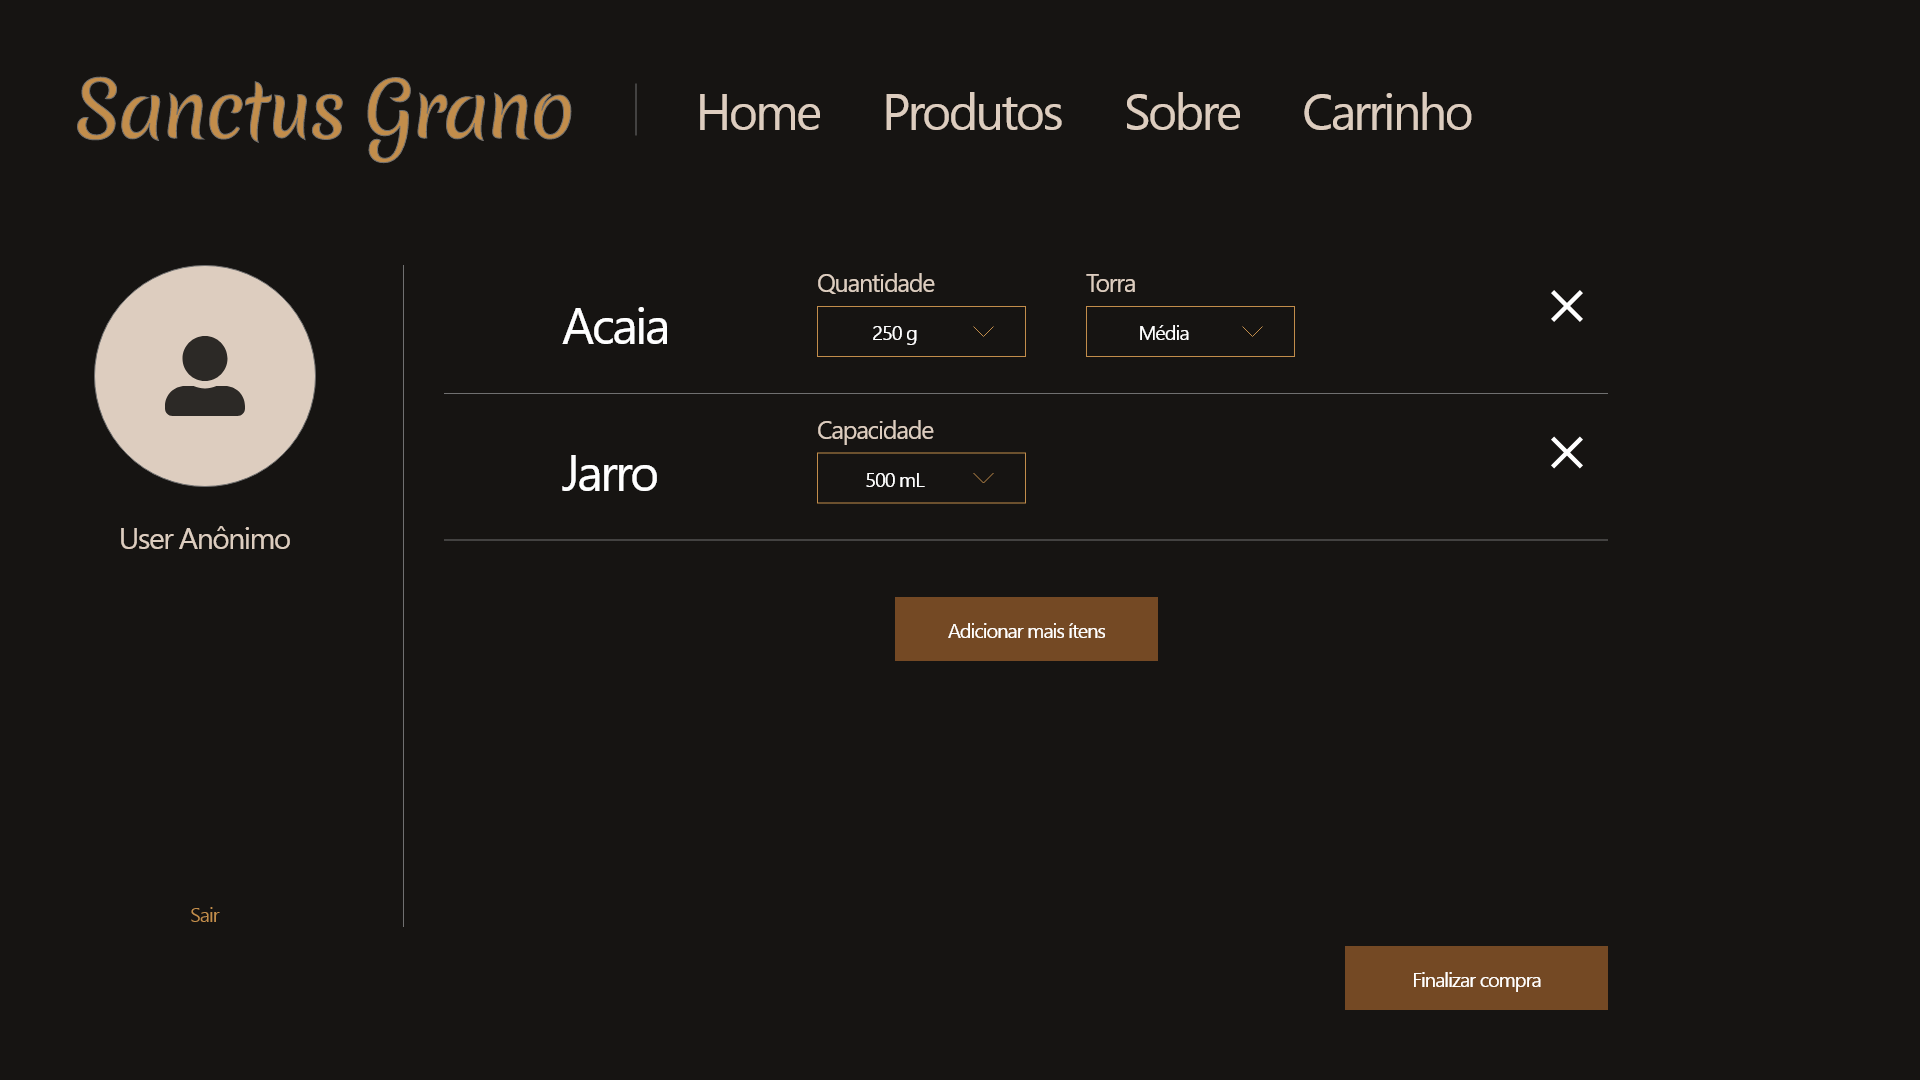 Sanctus Grano
Home
Produtos
Sobre
Carrinho
User Anônimo
Sair
Acaia
Quantidade
250 g
Torra
Média
Jarro
Capacidade
500 mL
Adicionar mais ítens
Finalizar compra